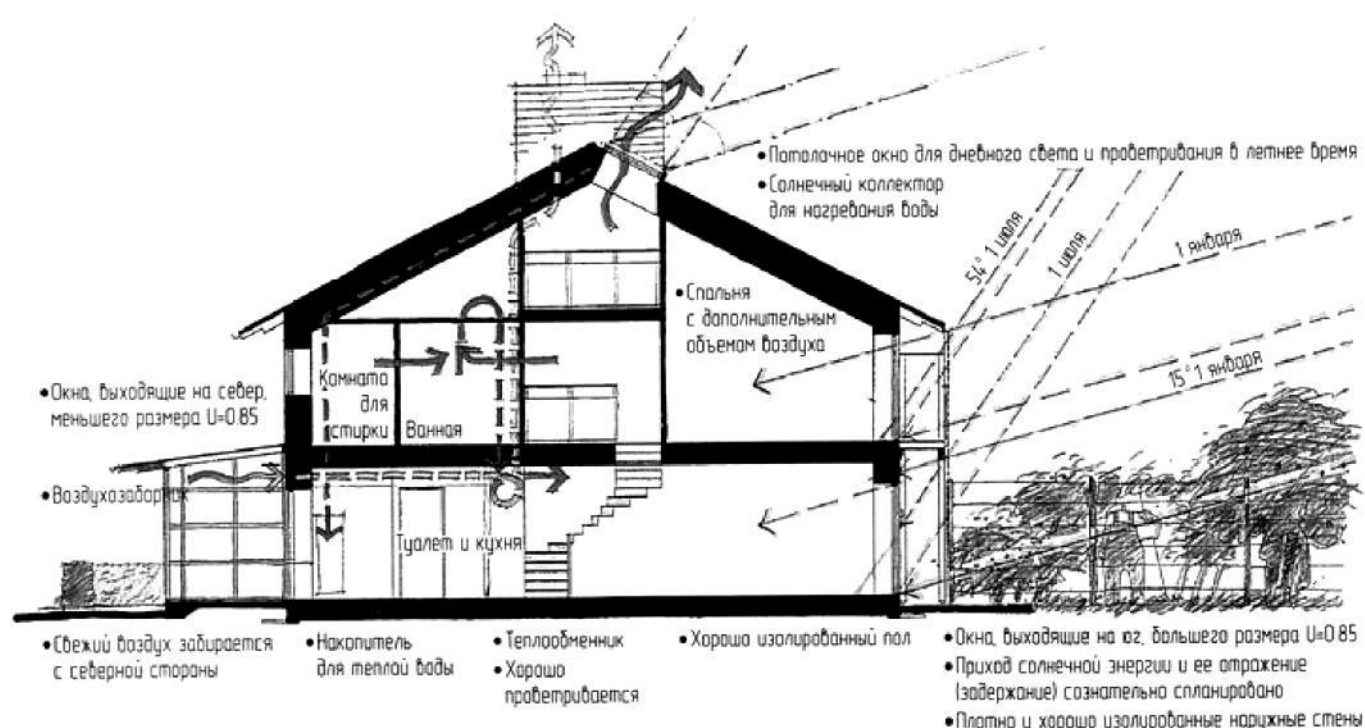 •Потолачное окно для дневного света и проветривания в летнее время
•Солнечный коллектор
для нагревания воды
54° 1 июля
1 июля
1 января
•Спальня
с дополнительным
объемом воздуха
15° 1 января
•Окна, выходящие на север,
меньшего размера U=0.85
Комната
для
стирки
Ванная
•Воздухозаборник
Туалет и кухня
•Свежий воздух забирается
с северной стороны
•Накопитель
для теплой воды
•Теплообменник
•Хорошо
проветривается
•Хорошо изолированный пол
•Окна, выходящие на юг, большего размера U=0.85
•Приход солнечной энергии и ее отражение
(задержание) сознательно спланировано
•Плотно и хорошо изолированные наружные стены